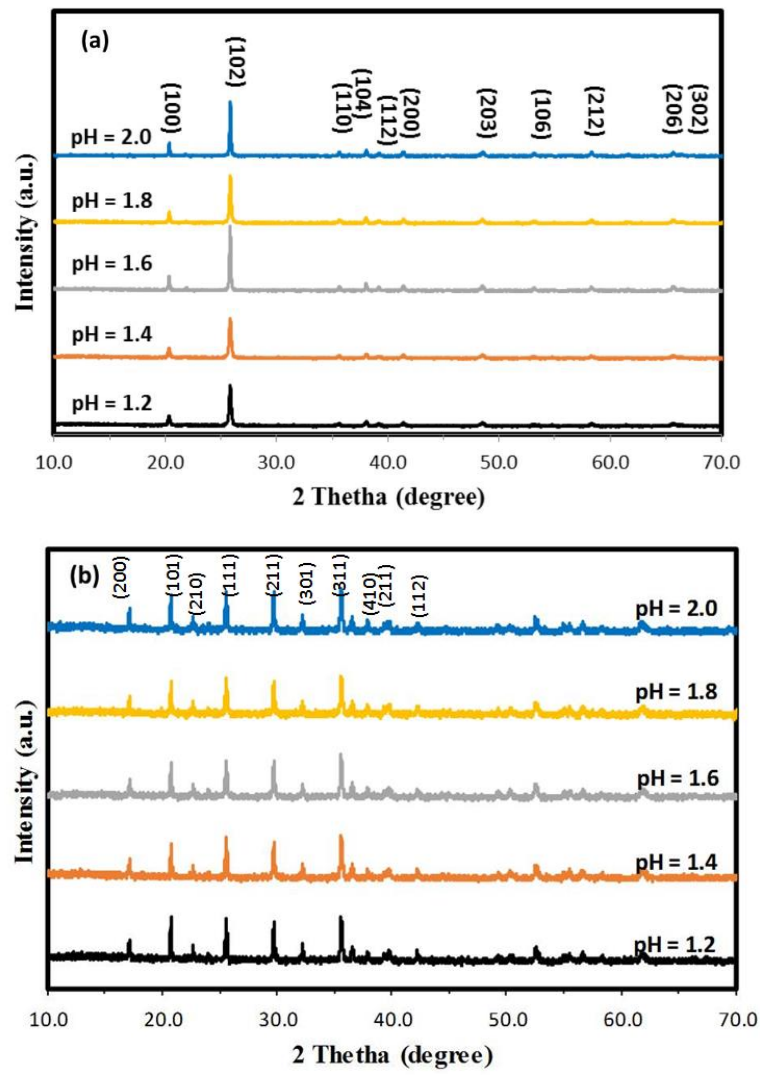 (a)
(100)
(102)
(110)
(104)
(112)
(200)
(203)
(106)
(212)
(206)
(302)
pH = 2.0
pH = 1.8
pH = 1.6
pH = 1.4
pH = 1.2
Intensity (a.u.)
10.0 20.0 30.0 40.0 50.0 60.0 70.0
2 Thetha (degree)
(b)
(200)
(101)
(210)
(111)
(211)
(301)
(311)
(410)
(211)
(112)
pH = 2.0
pH = 1.8
pH = 1.6
pH = 1.4
pH = 1.2
Intensity (a.u.)
10.0 20.0 30.0 40.0 50.0 60.0 70.0
2 Thetha (degree)